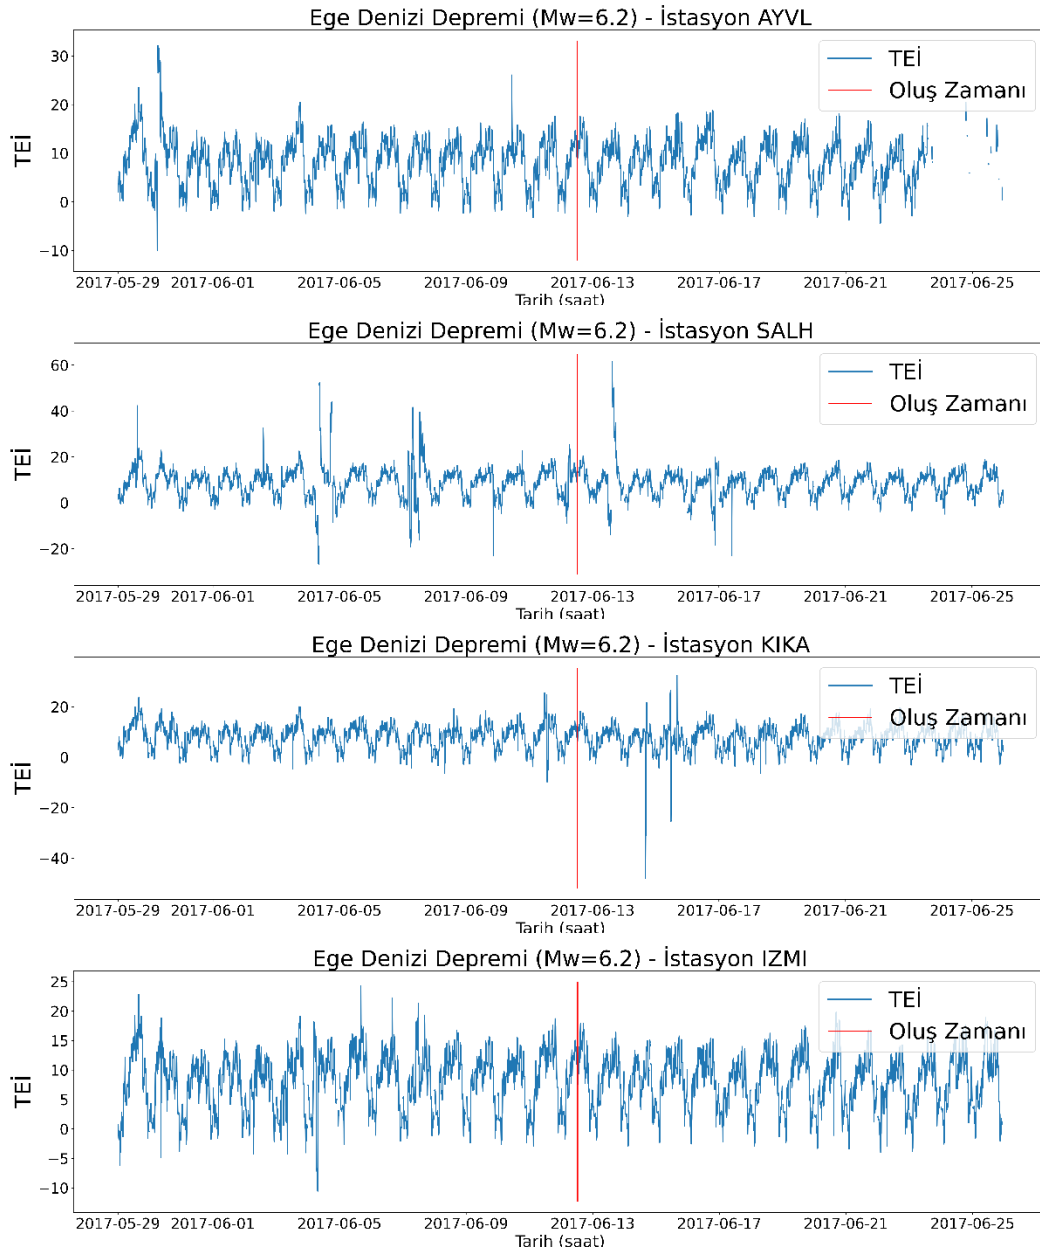 Ege Denizi Depremi (Mw=6.2) - İstasyon AYVL
TEİ
30
20
10
0
−10
TEİ
Oluş Zamanı
2017-05-29 2017-06-01 2017-06-05 2017-06-09 2017-06-13 2017-06-17 2017-06-21 2017-06-25
Tarih (saat)
Ege Denizi Depremi (Mw=6.2) - İstasyon SALH
TEİ
60
40
20
0
−20
TEİ
Oluş Zamanı
2017-05-29 2017-06-01 2017-06-05 2017-06-09 2017-06-13 2017-06-17 2017-06-21 2017-06-25
Tarih (saat)
Ege Denizi Depremi (Mw=6.2) - İstasyon KIKA
TEİ
20
0
−20
−40
TEİ
Oluş Zamanı
2017-05-29 2017-06-01 2017-06-05 2017-06-09 2017-06-13 2017-06-17 2017-06-21 2017-06-25
Tarih (saat)
Ege Denizi Depremi (Mw=6.2) - İstasyon IZMI
TEİ
25
20
15
10
5
0
−5
−10
TEİ
Oluş Zamanı
2017-05-29 2017-06-01 2017-06-05 2017-06-09 2017-06-13 2017-06-17 2017-06-21 2017-06-25
Tarih (saat)